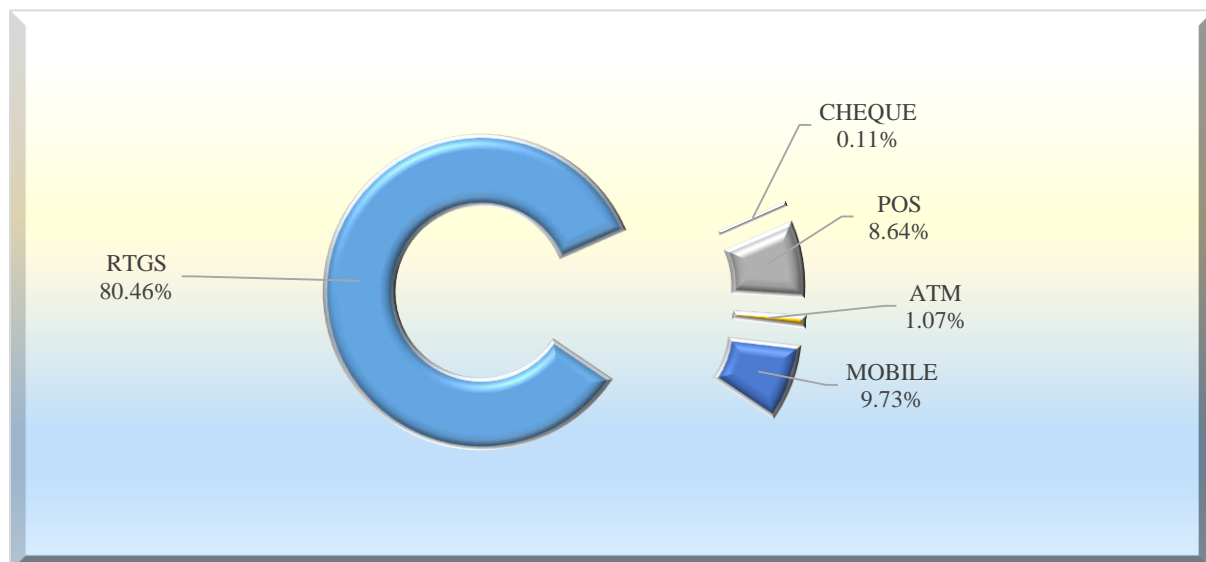 CHEQUE
0.11%
POS
8.64%
RTGS
80.46%
ATM
1.07%
MOBILE
9.73%